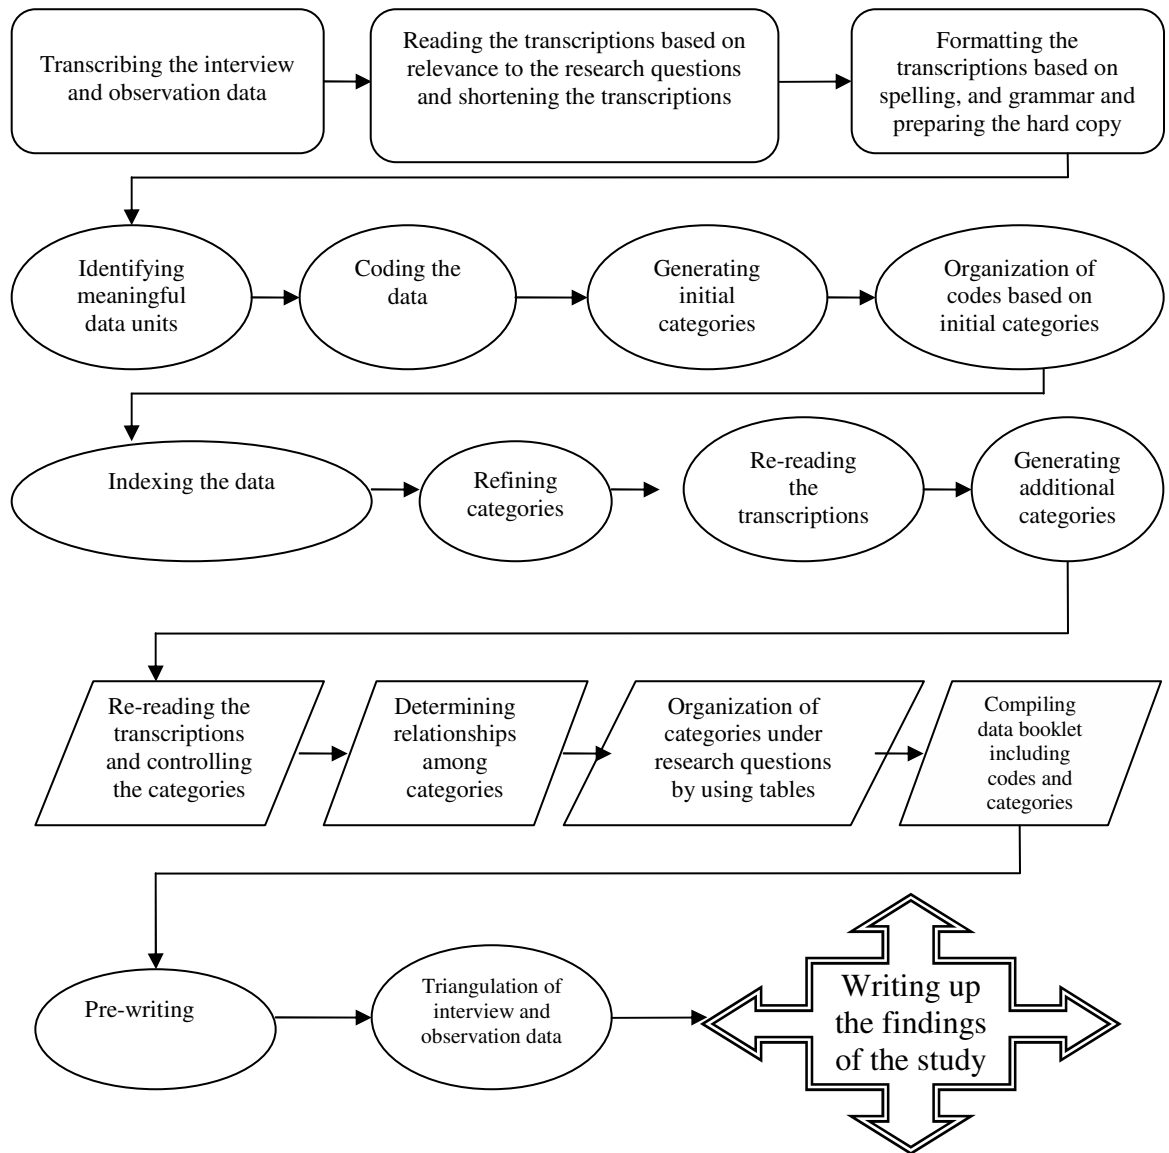 Transcribing the interview
and observation data
Reading the transcriptions based on
relevance to the research questions
and shortening the transcriptions
Formatting the
transcriptions based on
spelling, and grammar and
preparing the hard copy
Identifying
meaningful
data units
Coding the
data
Generating
initial
categories
Organization of
codes based on
initial categories
Indexing the data
Refining
categories
Re-reading
the
transcriptions
Generating
additional
categories
Re-reading the
transcriptions
and controlling
the categories
Determining
relationships
among
categories
Organization of
categories under
research questions
by using tables
Compiling
data booklet
including
codes and
categories
Pre-writing
Triangulation of
interview and
observation data
Writing up
the findings
of the study